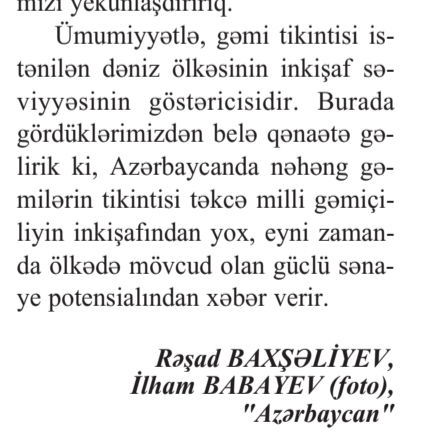 mizi yekunlaşdırırıq.
Ümumiyyətlə, gəmi tikintisi is-
tənilən dəniz ölkəsinin inkişaf sə-
viyyəsinin göstəricisidir. Burada
gördüklərimizdən belə qənaətə gə-
lirik ki, Azərbaycanda nəhəng gə-
milərin tikintisi təkcə milli gəmiçi-
liyin inkişafından yox, eyni zaman-
da ölkədə mövcud olan güclü səna-
ye potensialından xəbər verir.
Rəşad BAXŞƏLİYEV,
İlham BABAYEV (foto),
"Azərbaycan"